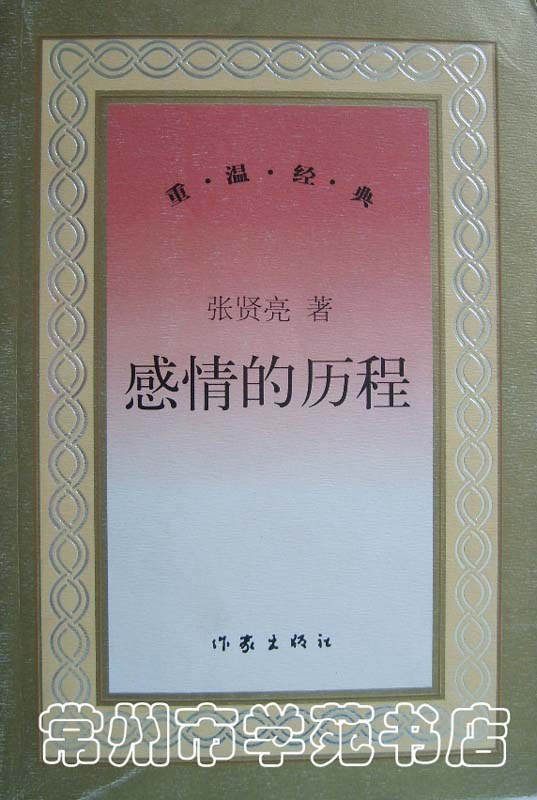 重·温·经·典
张贤亮 著
感情的历程
作家出版社
常州市学苑书店